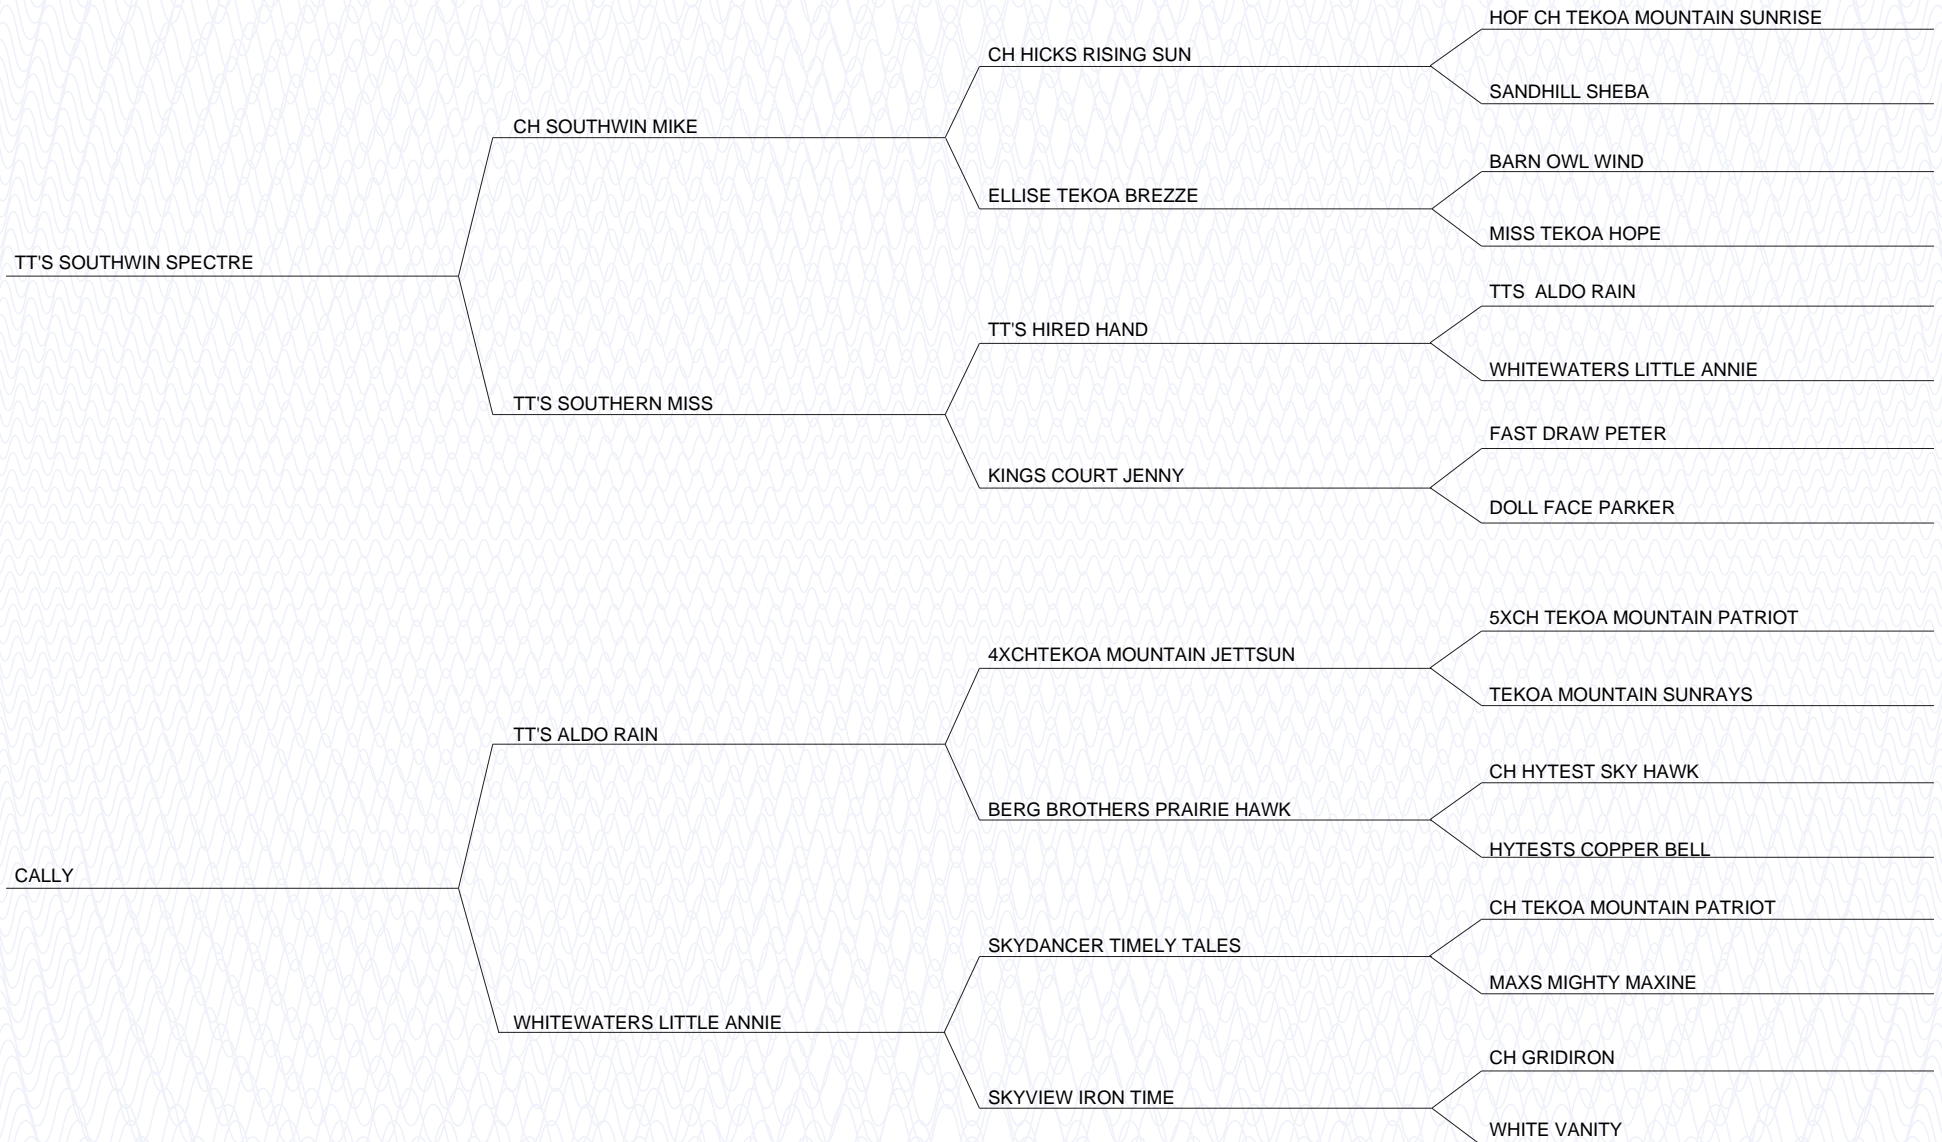 HOF CH TEKOA MOUNTAIN SUNRISE
CH HICKS RISING SUN
SANDHILL SHEBA
CH SOUTHWIN MIKE
BARN OWL WIND
ELLISE TEKOA BREZZE
MISS TEKOA HOPE
TT'S SOUTHWIN SPECTRE
TTS  ALDO RAIN
TT'S HIRED HAND
WHITEWATERS LITTLE ANNIE
TT'S SOUTHERN MISS
FAST DRAW PETER
KINGS COURT JENNY
DOLL FACE PARKER
5XCH TEKOA MOUNTAIN PATRIOT
4XCHTEKOA MOUNTAIN JETTSUN
TEKOA MOUNTAIN SUNRAYS
TT'S ALDO RAIN
CH HYTEST SKY HAWK
BERG BROTHERS PRAIRIE HAWK
HYTESTS COPPER BELL
CALLY
CH TEKOA MOUNTAIN PATRIOT
SKYDANCER TIMELY TALES
MAXS MIGHTY MAXINE
WHITEWATERS LITTLE ANNIE
CH GRIDIRON
SKYVIEW IRON TIME
WHITE VANITY